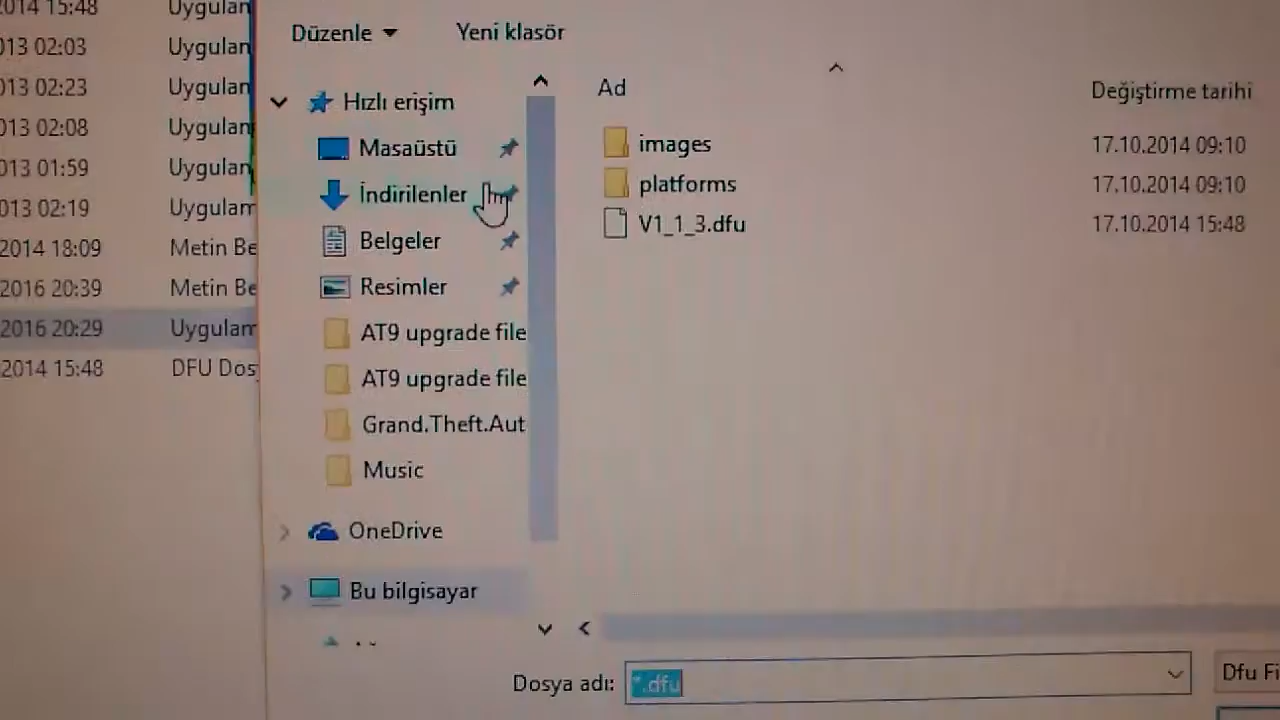 2014 15:48 Uygulan
013 02:03 Uygulan
013 02:23 Uygulan
013 02:08 Uygulan
013 01:59 Uygulan
013 02:19 Uygulam
2014 18:09 Metin Be
2016 20:39 Metin Be
2016 20:29 Uygulam
2014 15:48 DFU Dos
Düzenle Yeni klasör
Hızlı erişim
Masaüstü
İndirilenler
Belgeler
Resimler
AT9 upgrade file
AT9 upgrade file
Grand.Theft.Aut
Music
OneDrive
Bu bilgisayar
Ad Değiştirme tarihi
images 17.10.2014 09:10
platforms 17.10.2014 09:10
V1_1_3.dfu 17.10.2014 15:48
Dosya adı: *.dfu Dfu Fi